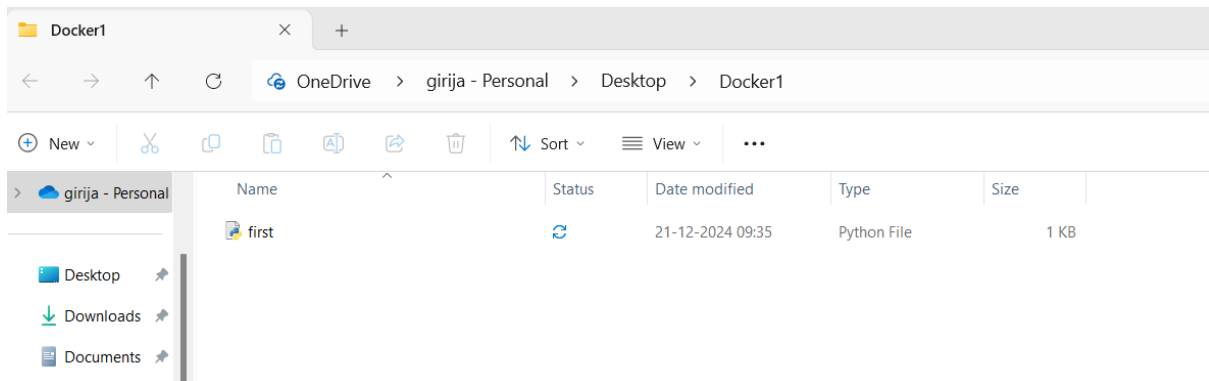 Docker1
OneDrive > girija - Personal > Desktop > Docker1
New Sort View
girija - Personal Name Status Date modified Type Size
first 21-12-2024 09:35 Python File 1 KB
Desktop
Downloads
Documents